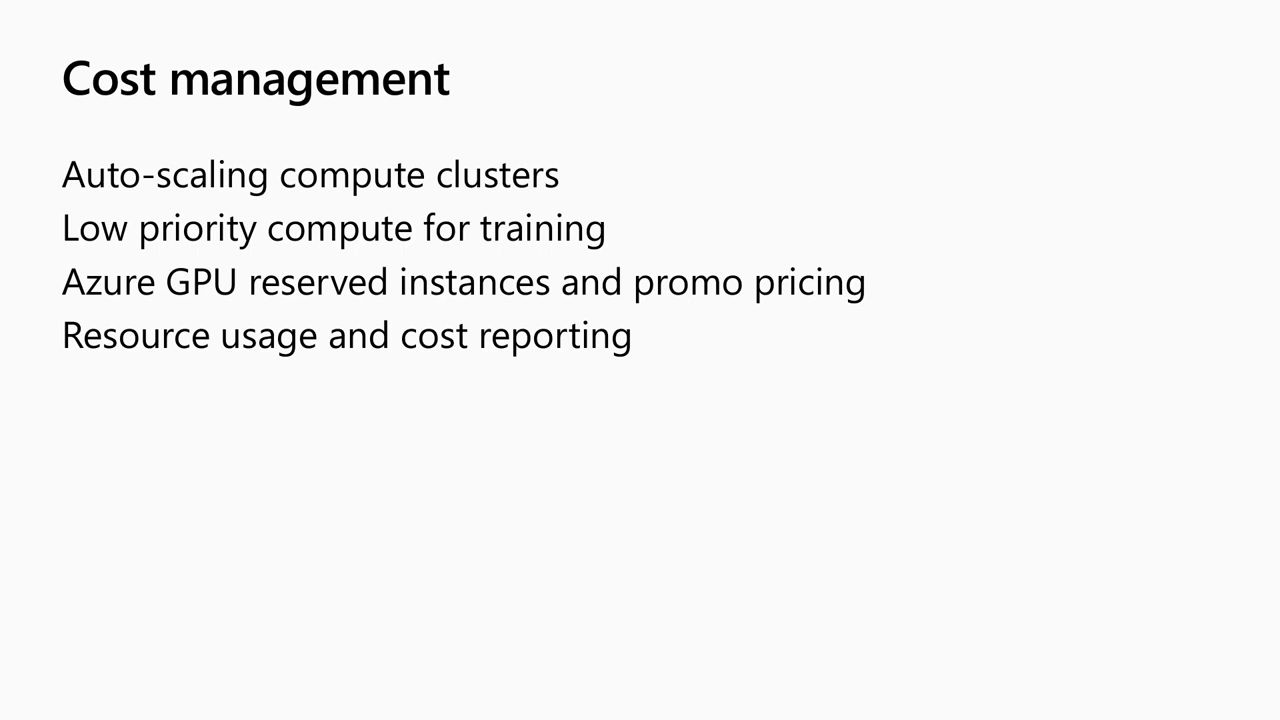 Cost management
Auto-scaling compute clusters
Low priority compute for training
Azure GPU reserved instances and promo pricing
Resource usage and cost reporting